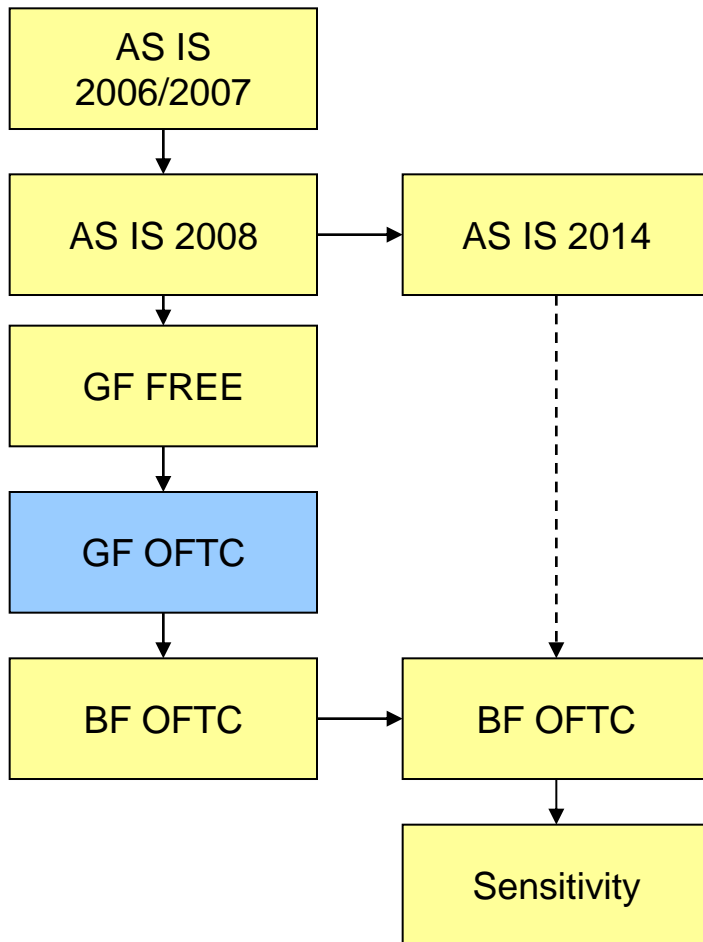 AS IS
2006/2007
AS IS 2008
AS IS 2014
GF FREE
GF OFTC
BF OFTC
BF OFTC
Sensitivity